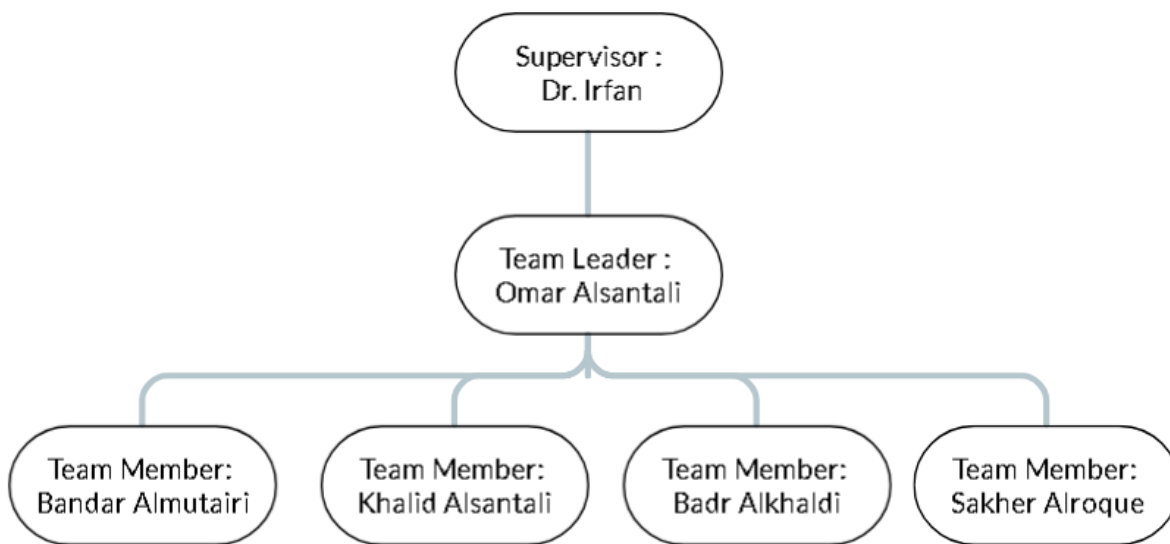 Supervisor :
Dr. Irfan
Team Leader :
Omar Alsantali
Team Member:
Bandar Almutairi
Team Member:
Khalid Alsantali
Team Member:
Badr Alkhaldi
Team Member:
Sakher Alroque